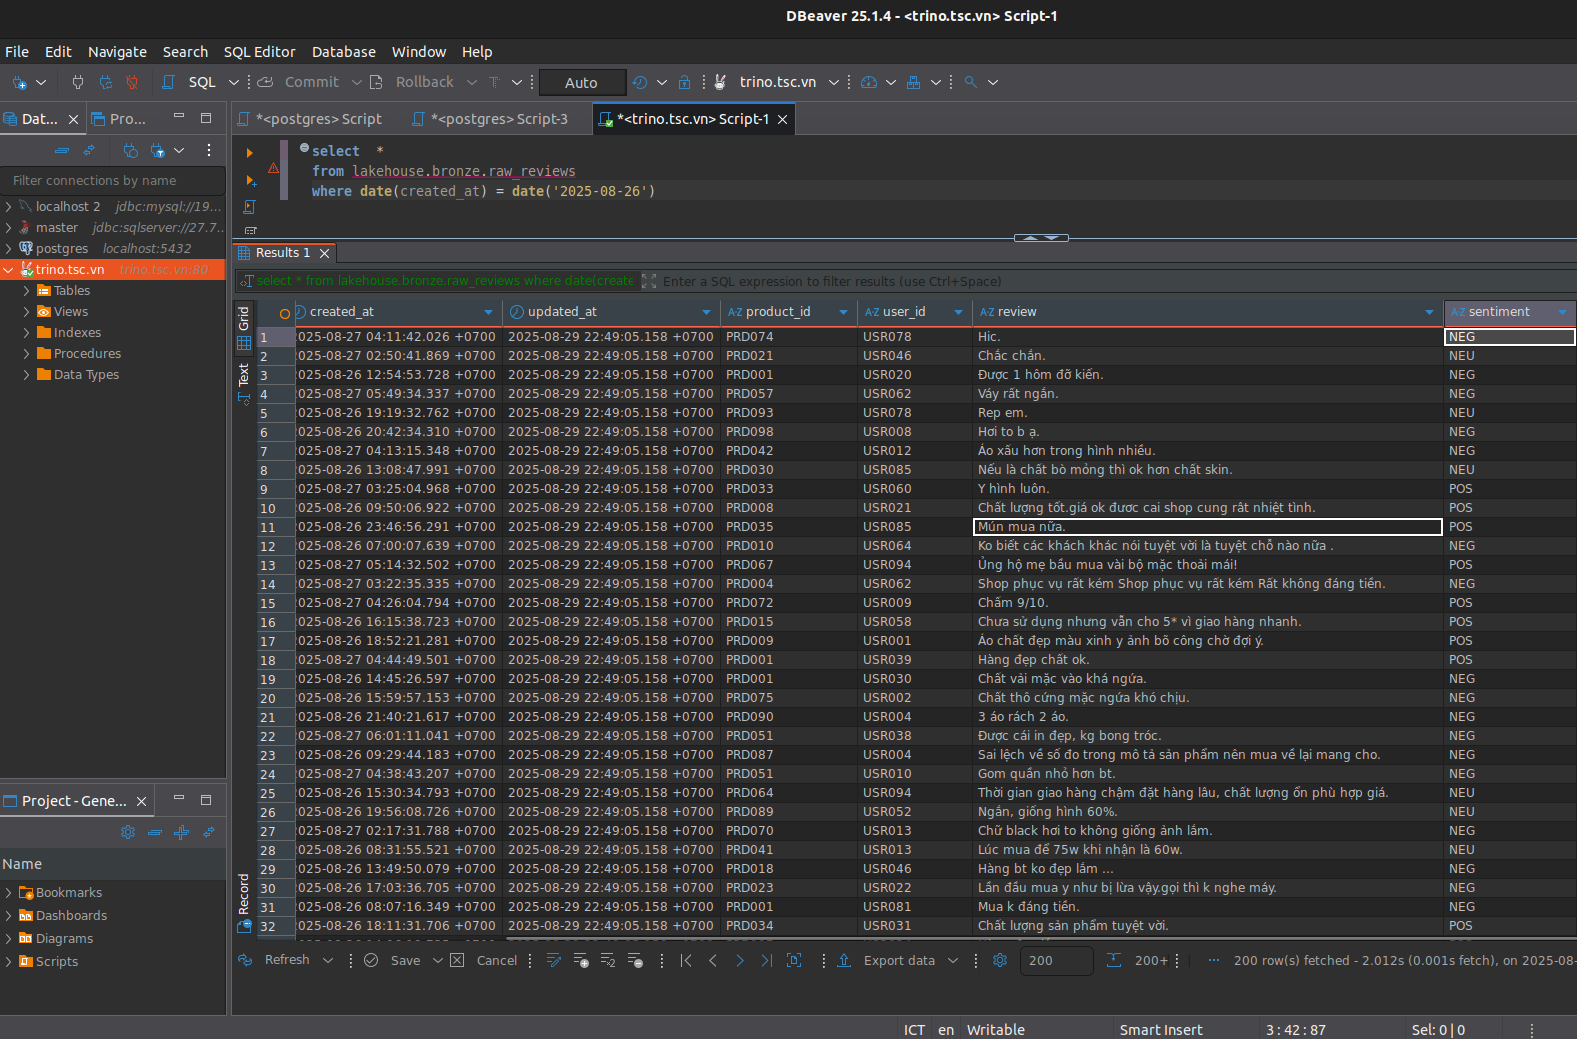 DBeaver 25.1.4 - <trino.tsc.vn> Script-1
File Edit Navigate Search SQL Editor Database Window Help
SQL Commit Rollback T Auto trino.tsc.vn
Dat... Pro... *<postgres> Script *<postgres> Script-3 *<trino.tsc.vn> Script-1
Filter connections by name
localhost 2 jdbc:mysql://19...
master jdbc:sqlserver://27.7...
postgres localhost:5432
trino.tsc.vn trino.tsc.vn:80
Tables
Views
Indexes
Procedures
Data Types
select *
from lakehouse.bronze.raw_reviews
where date(created_at) = date('2025-08-26')
Results 1
select * from lakehouse.bronze.raw_reviews where date(create Enter a SQL expression to filter results (use Ctrl+Space)
Grid
Text
Record
created_at updated_at A-Z product_id A-Z user_id A-Z review A-Z sentiment
1 2025-08-27 04:11:42.026 +0700 2025-08-29 22:49:05.158 +0700 PRD074 USR078 Hic. NEG
2 2025-08-27 02:50:41.869 +0700 2025-08-29 22:49:05.158 +0700 PRD021 USR046 Chắc chắn. NEU
3 2025-08-26 12:54:53.728 +0700 2025-08-29 22:49:05.158 +0700 PRD001 USR020 Được 1 hôm đỡ kiến. NEG
4 2025-08-27 05:49:34.337 +0700 2025-08-29 22:49:05.158 +0700 PRD057 USR062 Váy rất ngắn. NEG
5 2025-08-26 19:19:32.762 +0700 2025-08-29 22:49:05.158 +0700 PRD093 USR078 Rep em. NEU
6 2025-08-26 20:42:34.310 +0700 2025-08-29 22:49:05.158 +0700 PRD098 USR008 Hơi to b ạ. NEG
7 2025-08-27 04:13:15.348 +0700 2025-08-29 22:49:05.158 +0700 PRD042 USR012 Áo xấu hơn trong hình nhiều. NEG
8 2025-08-26 13:08:47.991 +0700 2025-08-29 22:49:05.158 +0700 PRD030 USR085 Nếu là chất bò mỏng thì ok hơn chất skin. NEU
9 2025-08-27 03:25:04.968 +0700 2025-08-29 22:49:05.158 +0700 PRD033 USR060 Y hình luôn. POS
10 2025-08-26 09:50:06.922 +0700 2025-08-29 22:49:05.158 +0700 PRD008 USR021 Chất lượng tốt.giá ok đươc cai shop cung rât nhiệt tình. POS
11 2025-08-26 23:46:56.291 +0700 2025-08-29 22:49:05.158 +0700 PRD035 USR085 Mún mua nữa. POS
12 2025-08-26 07:00:07.639 +0700 2025-08-29 22:49:05.158 +0700 PRD010 USR064 Ko biết các khách khác nói tuyệt vời là tuyệt chỗ nào nữa . NEG
13 2025-08-27 05:14:32.502 +0700 2025-08-29 22:49:05.158 +0700 PRD067 USR094 Ủng hộ mẹ bầu mua vài bộ mặc thoải mái! POS
14 2025-08-27 03:22:35.335 +0700 2025-08-29 22:49:05.158 +0700 PRD004 USR062 Shop phục vụ rất kém Shop phục vụ rất kém Rất không đáng tiền. NEG
15 2025-08-27 04:26:04.794 +0700 2025-08-29 22:49:05.158 +0700 PRD072 USR009 Chấm 9/10. POS
16 2025-08-26 16:15:38.723 +0700 2025-08-29 22:49:05.158 +0700 PRD015 USR058 Chưa sử dụng nhưng vẫn cho 5* vì giao hàng nhanh. POS
17 2025-08-26 18:52:21.281 +0700 2025-08-29 22:49:05.158 +0700 PRD009 USR001 Áo chất đẹp màu xinh y ảnh bõ công chờ đợi ý. POS
18 2025-08-27 04:44:49.501 +0700 2025-08-29 22:49:05.158 +0700 PRD001 USR039 Hàng đẹp chất ok. POS
19 2025-08-26 14:45:26.597 +0700 2025-08-29 22:49:05.158 +0700 PRD001 USR030 Chất vải mặc vào khá ngứa. NEG
20 2025-08-26 15:59:57.153 +0700 2025-08-29 22:49:05.158 +0700 PRD075 USR002 Chất thô cứng mặc ngứa khó chịu. NEG
21 2025-08-26 21:40:21.617 +0700 2025-08-29 22:49:05.158 +0700 PRD090 USR004 3 áo rách 2 áo. NEG
22 2025-08-27 06:01:11.041 +0700 2025-08-29 22:49:05.158 +0700 PRD051 USR038 Được cái in đẹp, kg bong tróc. NEG
23 2025-08-26 09:29:44.183 +0700 2025-08-29 22:49:05.158 +0700 PRD087 USR004 Sai lệch về số đo trong mô tả sản phẩm nên mua về lại mang cho. NEG
24 2025-08-27 04:38:43.207 +0700 2025-08-29 22:49:05.158 +0700 PRD051 USR010 Gom quần nhỏ hơn bt. NEG
25 2025-08-26 15:30:34.793 +0700 2025-08-29 22:49:05.158 +0700 PRD064 USR094 Thời gian giao hàng chậm đặt hàng lâu, chất lượng ổn phù hợp giá. NEU
26 2025-08-26 19:56:08.726 +0700 2025-08-29 22:49:05.158 +0700 PRD089 USR052 Ngắn, giống hình 60%. NEU
27 2025-08-27 02:17:31.788 +0700 2025-08-29 22:49:05.158 +0700 PRD070 USR013 Chữ black hơi to không giống ảnh lắm. NEG
28 2025-08-26 08:31:55.521 +0700 2025-08-29 22:49:05.158 +0700 PRD041 USR013 Lúc mua để 75w khi nhận là 60w. NEU
29 2025-08-26 13:49:50.079 +0700 2025-08-29 22:49:05.158 +0700 PRD018 USR046 Hàng bt ko đẹp lắm ... NEG
30 2025-08-26 17:03:36.705 +0700 2025-08-29 22:49:05.158 +0700 PRD023 USR022 Lần đầu mua y như bị lừa vậy.gọi thì k nghe máy. NEG
31 2025-08-26 08:07:16.349 +0700 2025-08-29 22:49:05.158 +0700 PRD001 USR081 Mua k đáng tiền. NEG
32 2025-08-26 18:11:31.706 +0700 2025-08-29 22:49:05.158 +0700 PRD034 USR031 Chất lượng sản phẩm tuyệt vời. POS
Project - Gene...
Name
Bookmarks
Dashboards
Diagrams
Scripts
Refresh Save Cancel Export data 200 200+ ... 200 row(s) fetched - 2.012s (0.001s fetch), on 2025-08-
ICT en Writable Smart Insert 3 : 42 : 87 Sel: 0 | 0